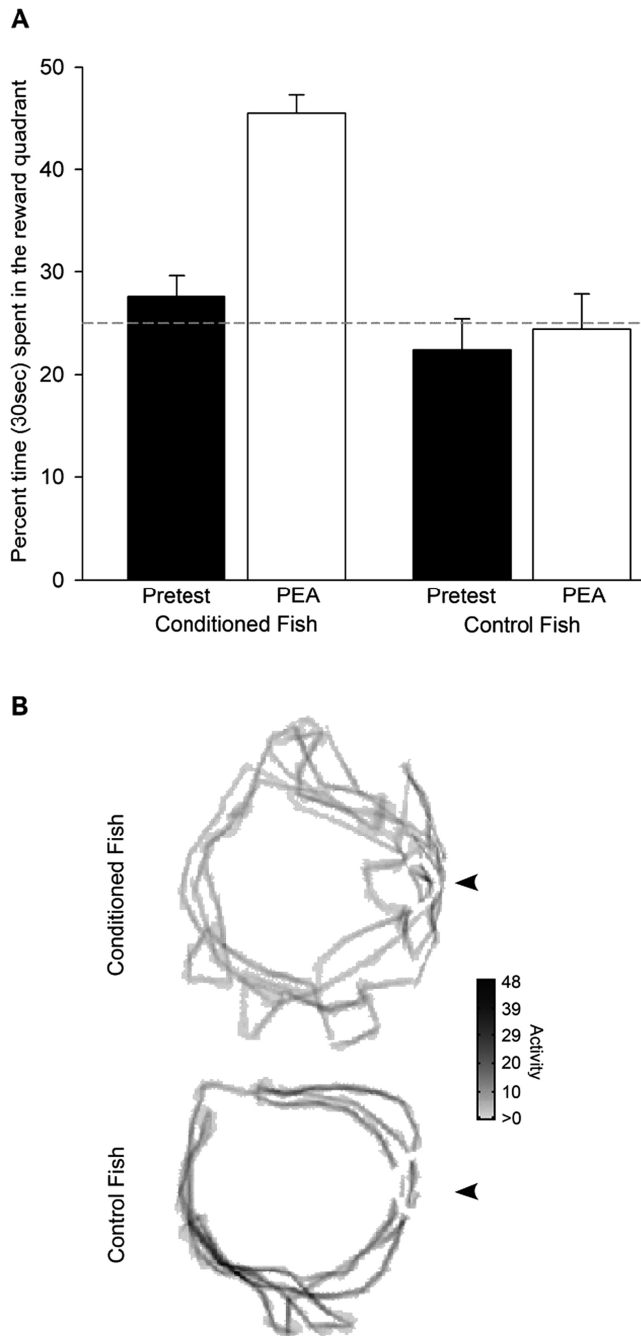 A
Percent time (30sec) spent in the reward quadrant
50
40
30
20
10
0
Pretest
PEA
Pretest
PEA
Conditioned Fish
Control Fish
B
Conditioned Fish
48
39
29
20
10
>0
Activity
Control Fish